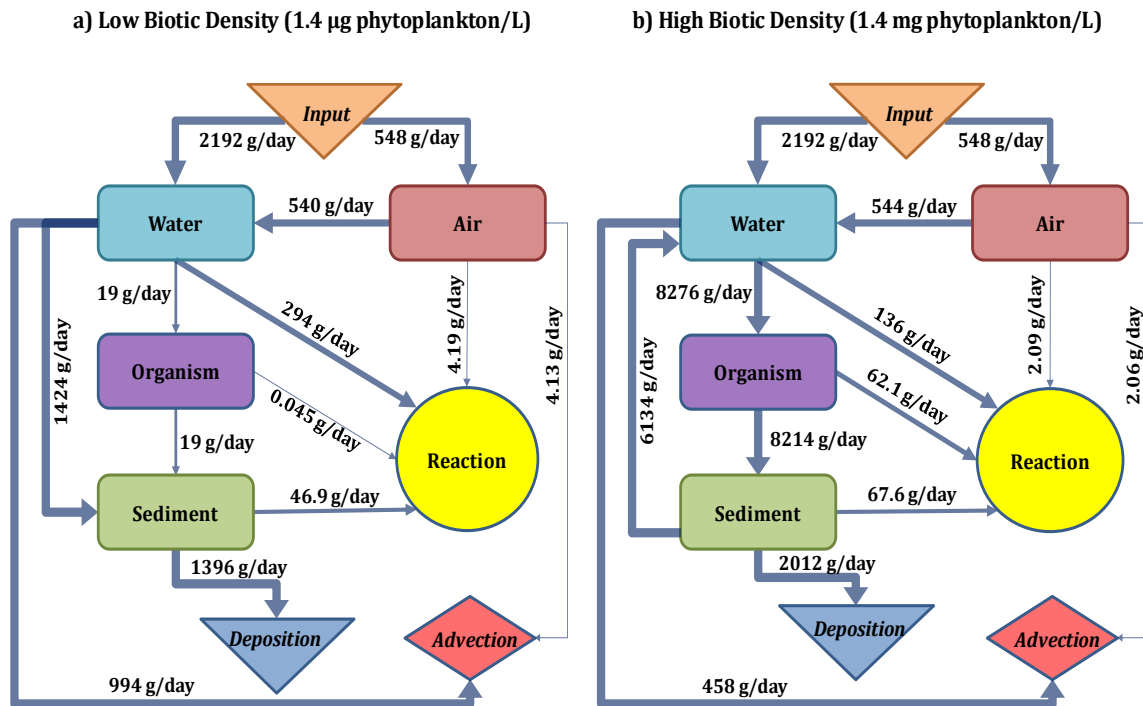 a) Low Biotic Density (1.4 µg phytoplankton/L)
Input
2192 g/day
548 g/day
Water
540 g/day
Air
19 g/day
294 g/day
4.19 g/day
4.13 g/day
1424 g/day
Organism
0.045 g/day
19 g/day
Reaction
Sediment
46.9 g/day
1396 g/day
Deposition
Advection
994 g/day
b) High Biotic Density (1.4 mg phytoplankton/L)
Input
2192 g/day
548 g/day
Water
544 g/day
Air
8276 g/day
136 g/day
2.09 g/day
2.06 g/day
6134 g/day
Organism
62.1 g/day
8214 g/day
Reaction
Sediment
67.6 g/day
2012 g/day
Deposition
Advection
458 g/day